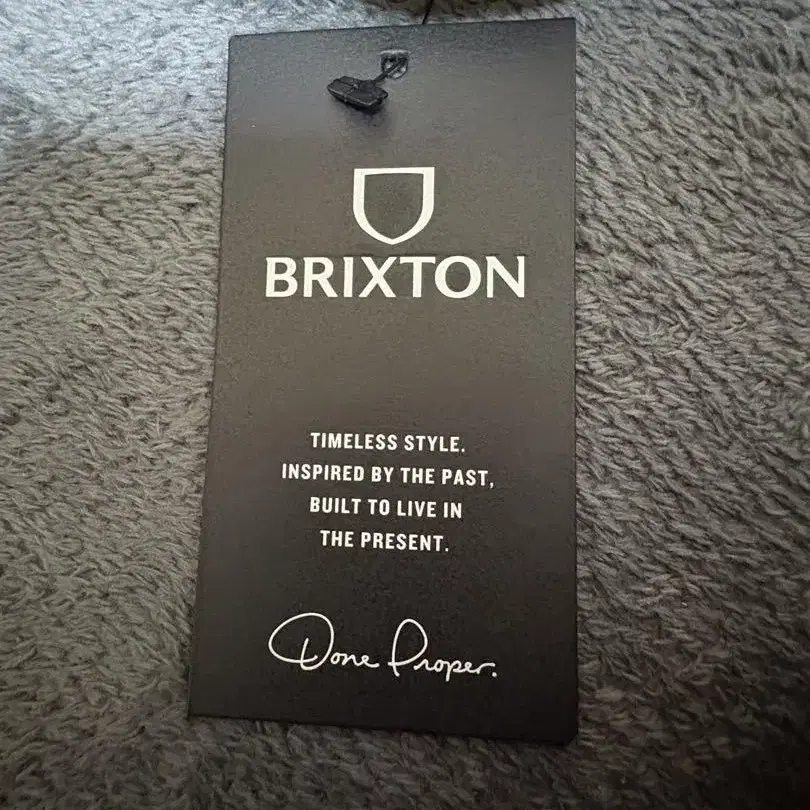 BRIXTON
TIMELESS STYLE.
INSPIRED BY THE PAST,
BUILT TO LIVE IN
THE PRESENT.
Done Proper.